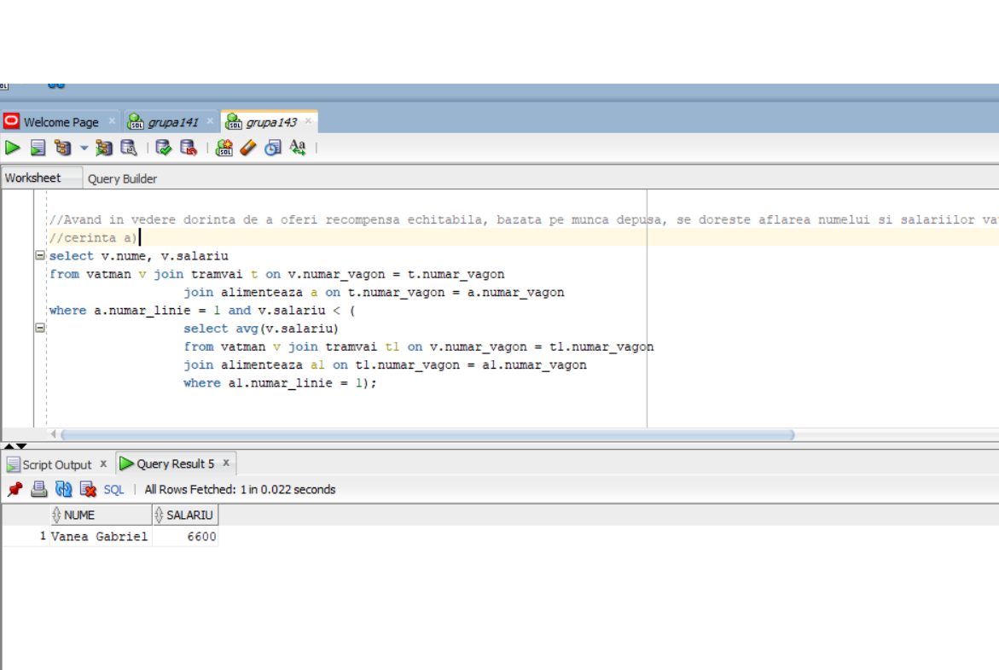 Welcome Page grupa141 grupa143
Worksheet Query Builder
//Avand in vedere dorinta de a oferi recompensa echitabila, bazata pe munca depusa, se doreste aflarea numelui si salariilor
//cerinta a)
select v.nume, v.salariu
from vatman v join tramvai t on v.numar_vagon = t.numar_vagon
join alimenteaza a on t.numar_vagon = a.numar_vagon
where a.numar_linie = 1 and v.salariu < (
select avg(v.salariu)
from vatman v join tramvai t1 on v.numar_vagon = t1.numar_vagon
join alimenteaza a1 on t1.numar_vagon = a1.numar_vagon
where a1.numar_linie = 1);
Script Output x Query Result 5 x
SQL | All Rows Fetched: 1 in 0.022 seconds
NUME SALARIU
1 Vanea Gabriel 6600